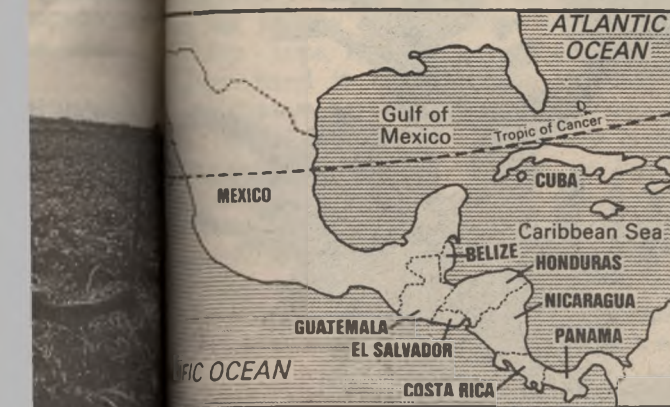 ATLANTIC
OCEAN
Gulf of
Mexico
Tropic of Cancer
MEXICO
CUBA
Caribbean Sea
BELIZE
HONDURAS
NICARAGUA
GUATEMALA
PANAMA
EL SALVADOR
FIC OCEAN
COSTA RICA